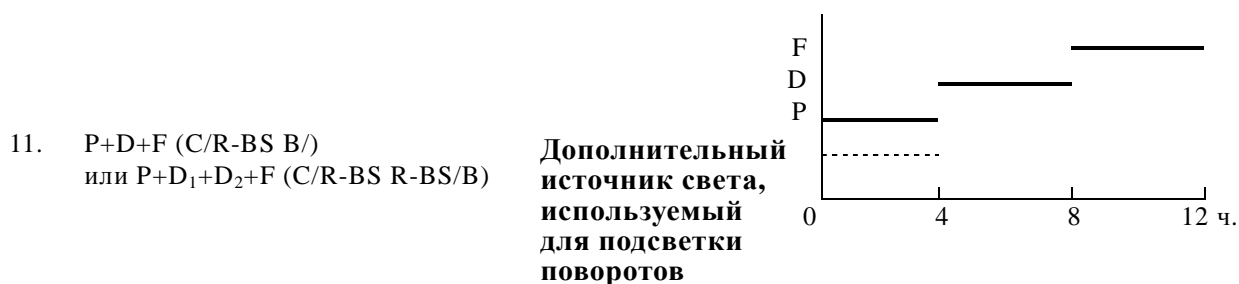 F
D
P
11. P+D+F (C/R-BS B/)
или P+D₁+D₂+F (C/R-BS R-BS/B)
Дополнительный
источник света,
используемый
для подсветки
поворотов
0 4 8 12 ч.